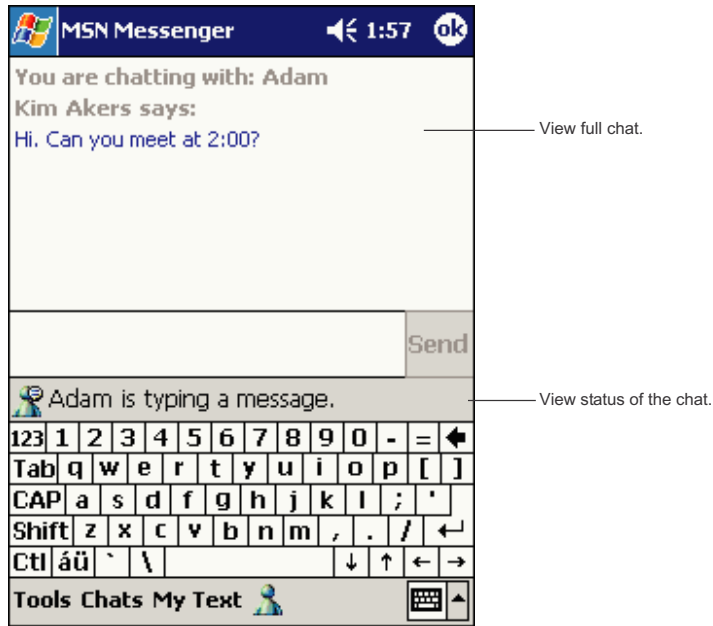 MSN Messenger 1:57 ok
You are chatting with: Adam
Kim Akers says:
Hi. Can you meet at 2:00?
View full chat.
Send
Adam is typing a message.
View status of the chat.
123 1 2 3 4 5 6 7 8 9 0 - = 🡄
Tab q w e r t y u i o p [ ]
CAP a s d f g h j k l ; '
Shift z x c v b n m , . / ↵
Ctl áü ` \ ↓ ↑ ← →
Tools Chats My Text